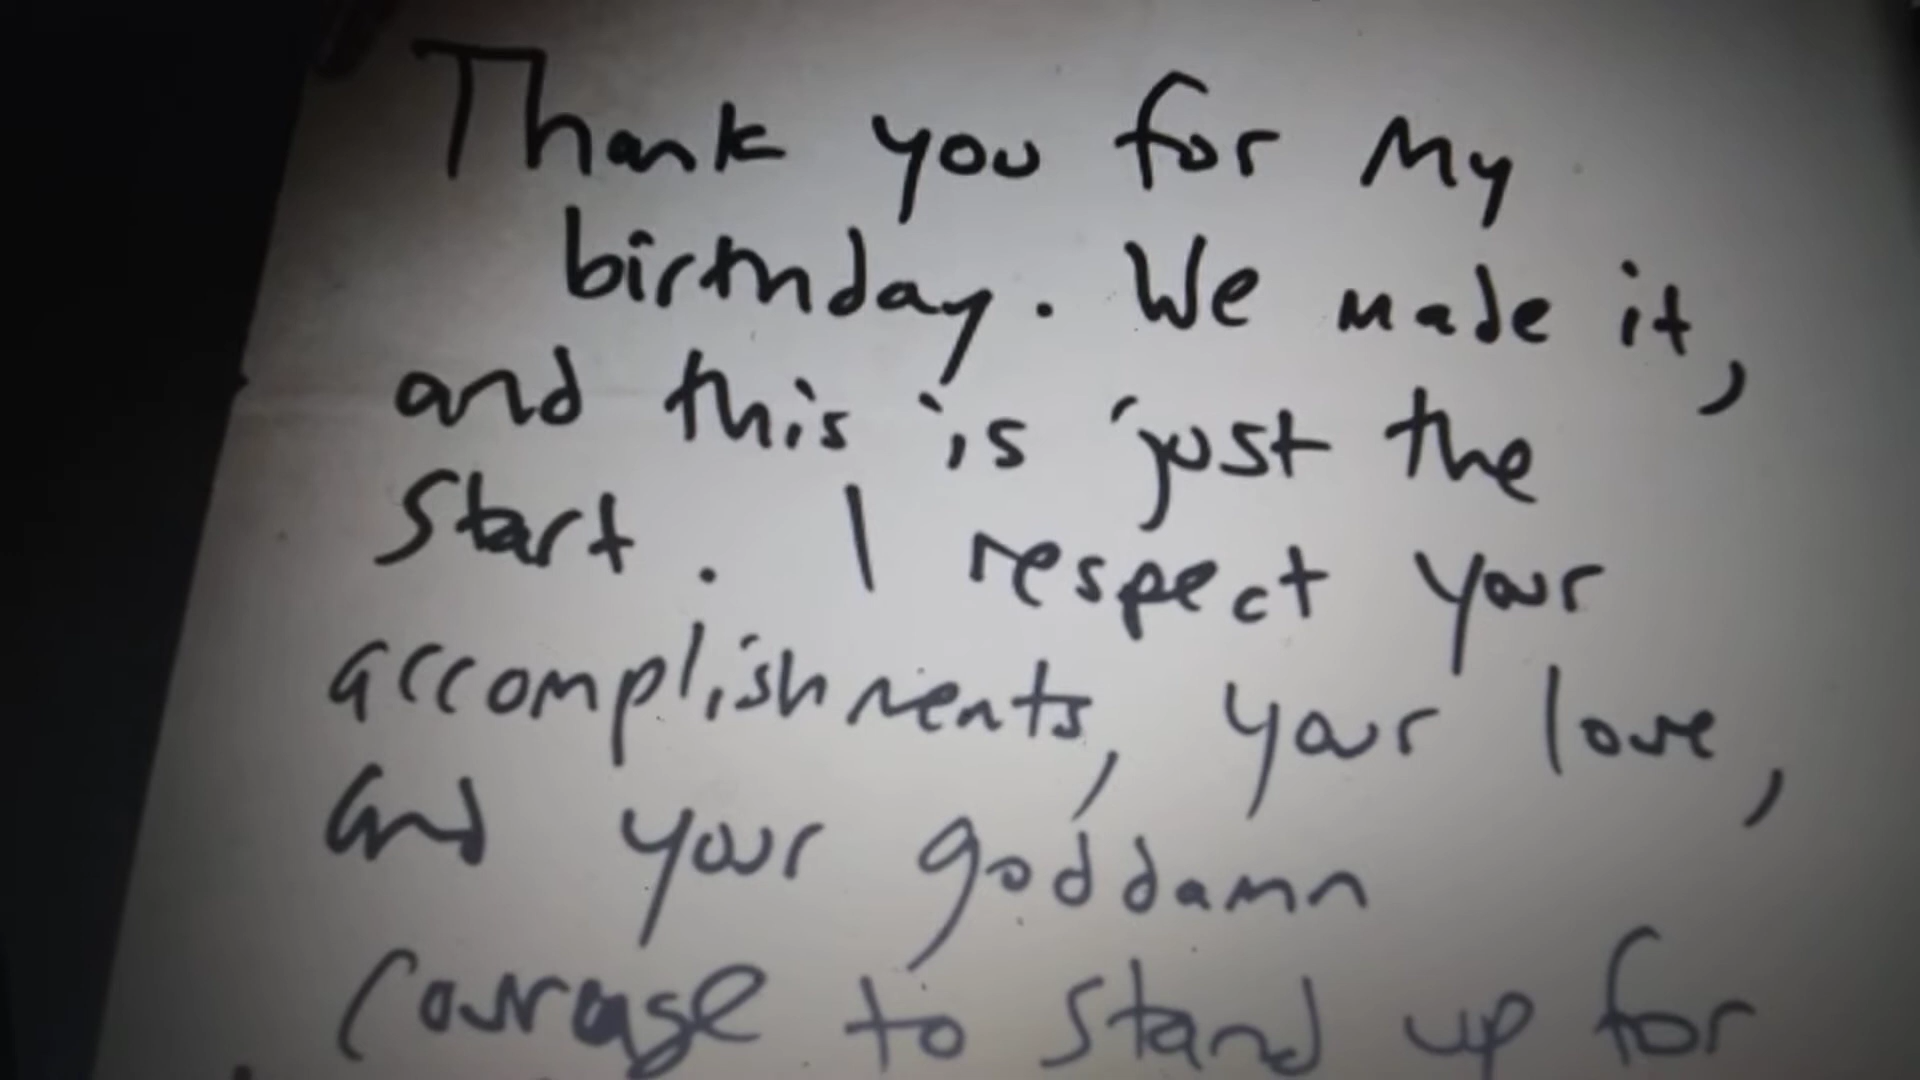 Thank you for my
birthday. We made it,
and this is just the
start. I respect your
accomplishments, your love,
and your goddamn
courage to stand up for